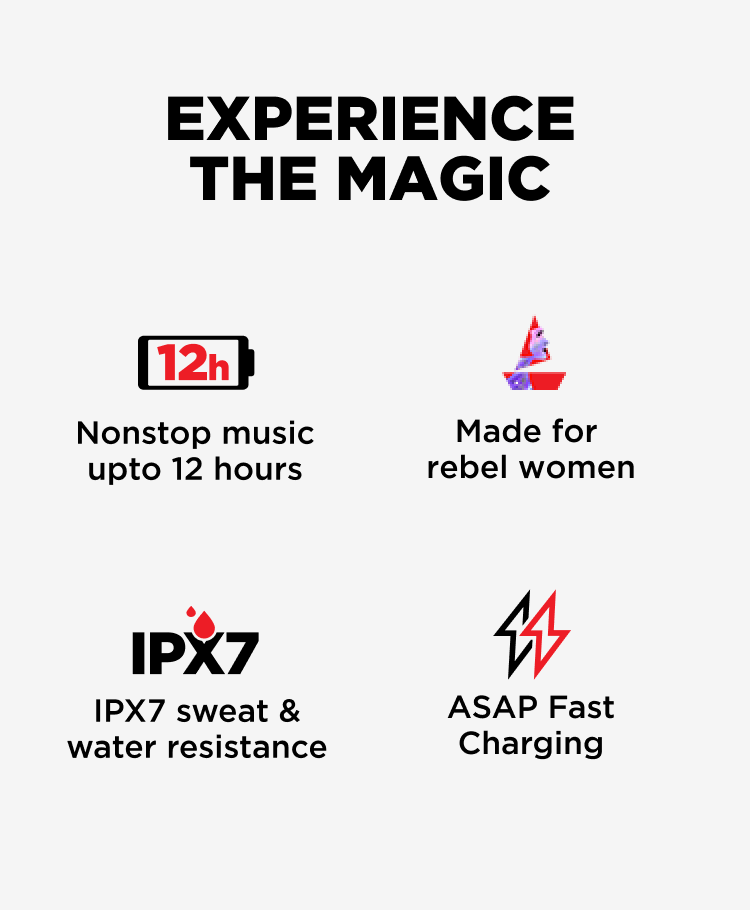 EXPERIENCE
THE MAGIC
12h
Nonstop music
upto 12 hours
Made for
rebel women
IPX7
IPX7 sweat &
water resistance
ASAP Fast
Charging